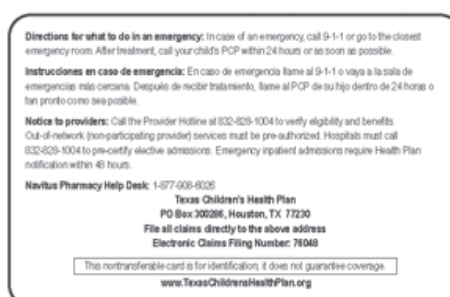 Directions for what to do in an emergency: In case of an emergency, call 9-1-1 or go to the closest
emergency room. After treatment, call your child's PCP within 24 hours or as soon as possible.
Instrucciones en caso de emergencia: En caso de emergencia llame al 9-1-1 o vaya a la sala de
emergencias más cercana. Después de recibir tratamiento, llame al PCP de su hijo dentro de 24 horas o
tan pronto como sea posible.
Notice to providers: Call the Provider Hotline at 832-828-1004 to verify eligibility and benefits.
Out-of-network (non-participating provider) services must be pre-authorized. Hospitals must call
832-828-1004 to pre-certify elective admissions. Emergency inpatient admissions require Health Plan
notification within 48 hours.
Navitus Pharmacy Help Desk: 1-877-908-6026
Texas Children's Health Plan
PO Box 300286, Houston, TX 77230
File all claims directly to the above address
Electronic Claims Filing Number: 76048
This nontransferable card is for identification; it does not guarantee coverage.
www.TexasChildrensHealthPlan.org